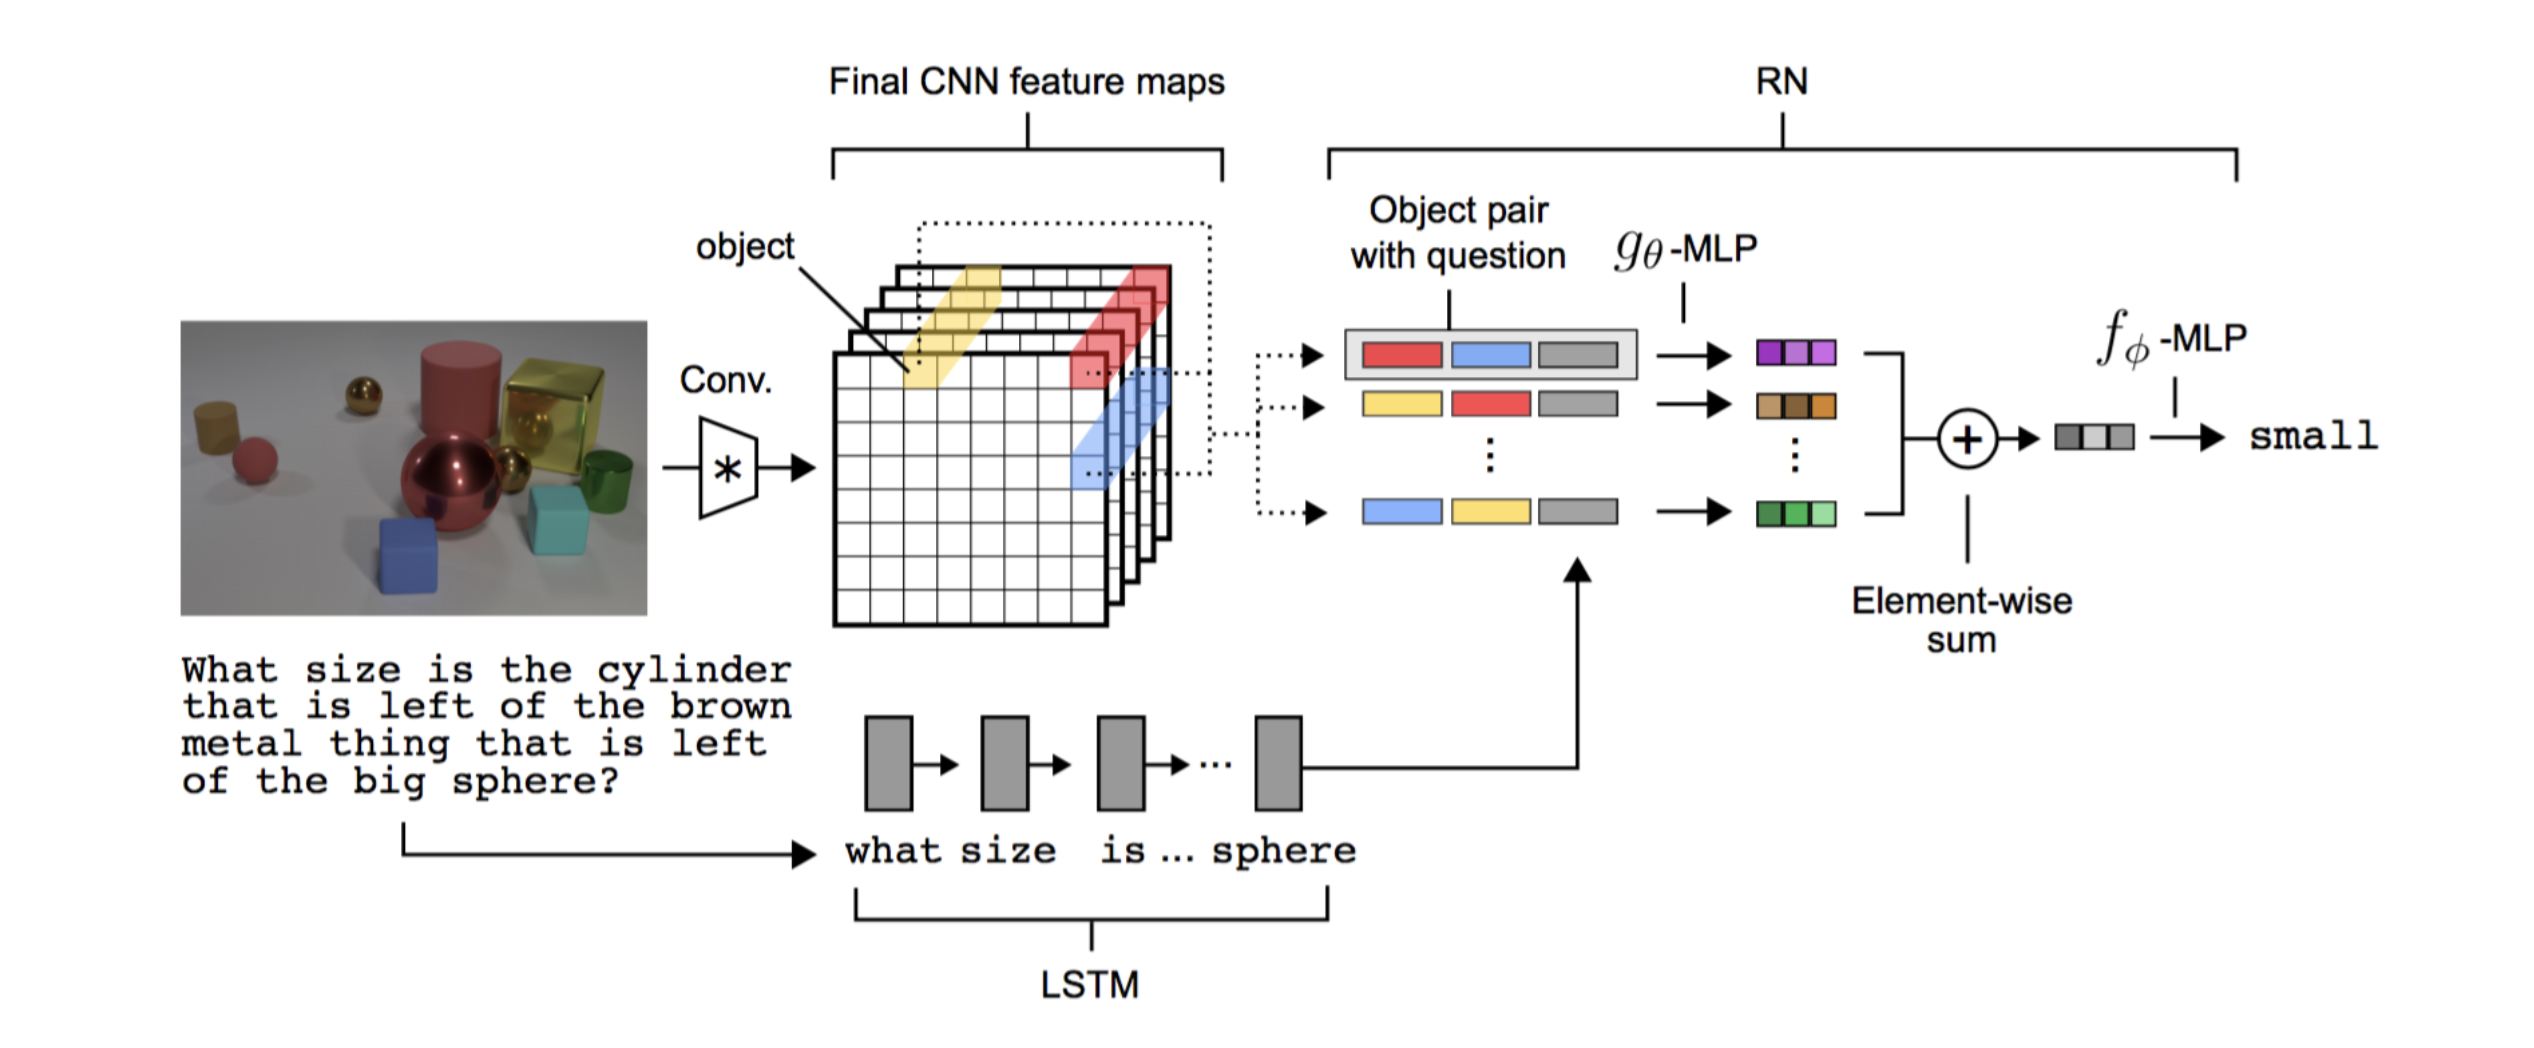 Final CNN feature maps
RN
object
Object pair
with question
gθ-MLP
Conv.
*
fϕ-MLP
+
small
Element-wise
sum
What size is the cylinder
that is left of the brown
metal thing that is left
of the big sphere?
...
what size is ... sphere
LSTM